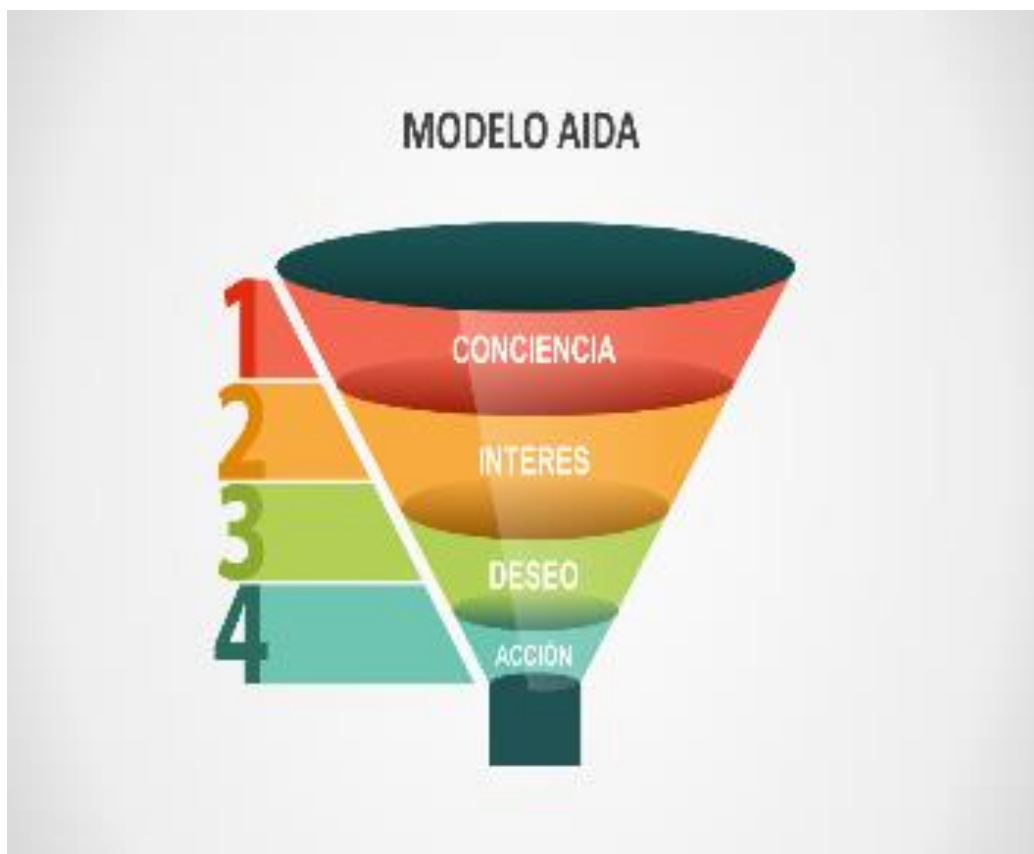 MODELO AIDA
1
CONCIENCIA
2
INTERES
3
DESEO
4
ACCIÓN